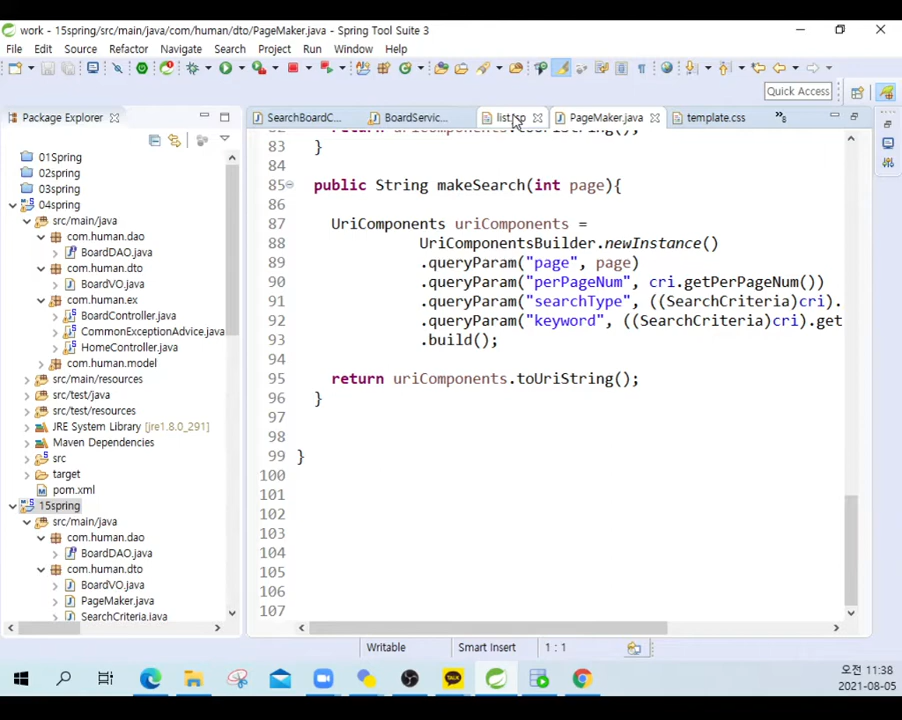 work - 15spring/src/main/java/com/human/dto/PageMaker.java - Spring Tool Suite 3
File Edit Source Refactor Navigate Search Project Run Window Help
Quick Access
Package Explorer
SearchBoardC... BoardServic... PageMaker.java template.css »8
01Spring
02spring
03spring
04spring
src/main/java
com.human.dao
BoardDAO.java
com.human.dto
BoardVO.java
com.human.ex
BoardController.java
CommonExceptionAdvice.java
HomeController.java
com.human.model
src/main/resources
src/test/java
src/test/resources
JRE System Library [jre1.8.0_291]
Maven Dependencies
src
target
pom.xml
15spring
src/main/java
com.human.dao
BoardDAO.java
com.human.dto
BoardVO.java
PageMaker.java
SearchCriteria.java
83 }
84
85 public String makeSearch(int page){
86
87 UriComponents uriComponents =
88 UriComponentsBuilder.newInstance()
89 .queryParam("page", page)
90 .queryParam("perPageNum", cri.getPerPageNum())
91 .queryParam("searchType", ((SearchCriteria)cri).
92 .queryParam("keyword", ((SearchCriteria)cri).get
93 .build();
94
95 return uriComponents.toUriString();
96 }
97
98
99 }
100
101
102
103
104
105
106
107
Writable Smart Insert 1 : 1
TALK
오전 11:38
2021-08-05